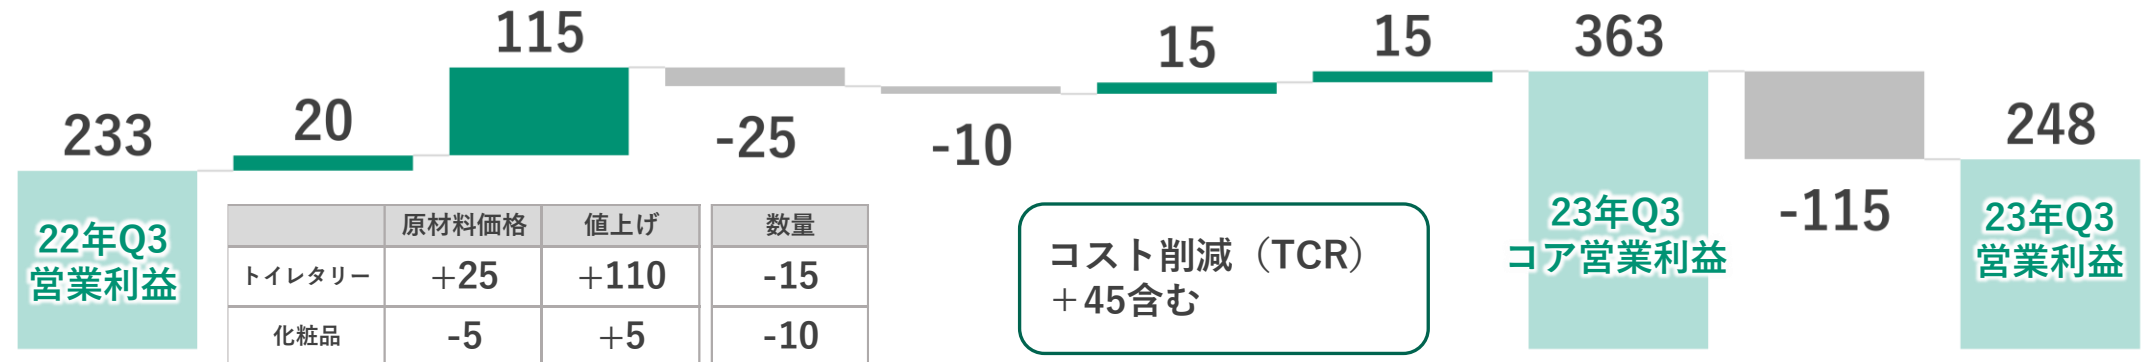 233
20
115
-25
-10
15
15
363
-115
248
22年Q3
営業利益
原材料価格 値上げ 数量
トイレタリー +25 +110 -15
化粧品 -5 +5 -10
コスト削減（TCR）
＋45含む
23年Q3
コア営業利益
23年Q3
営業利益